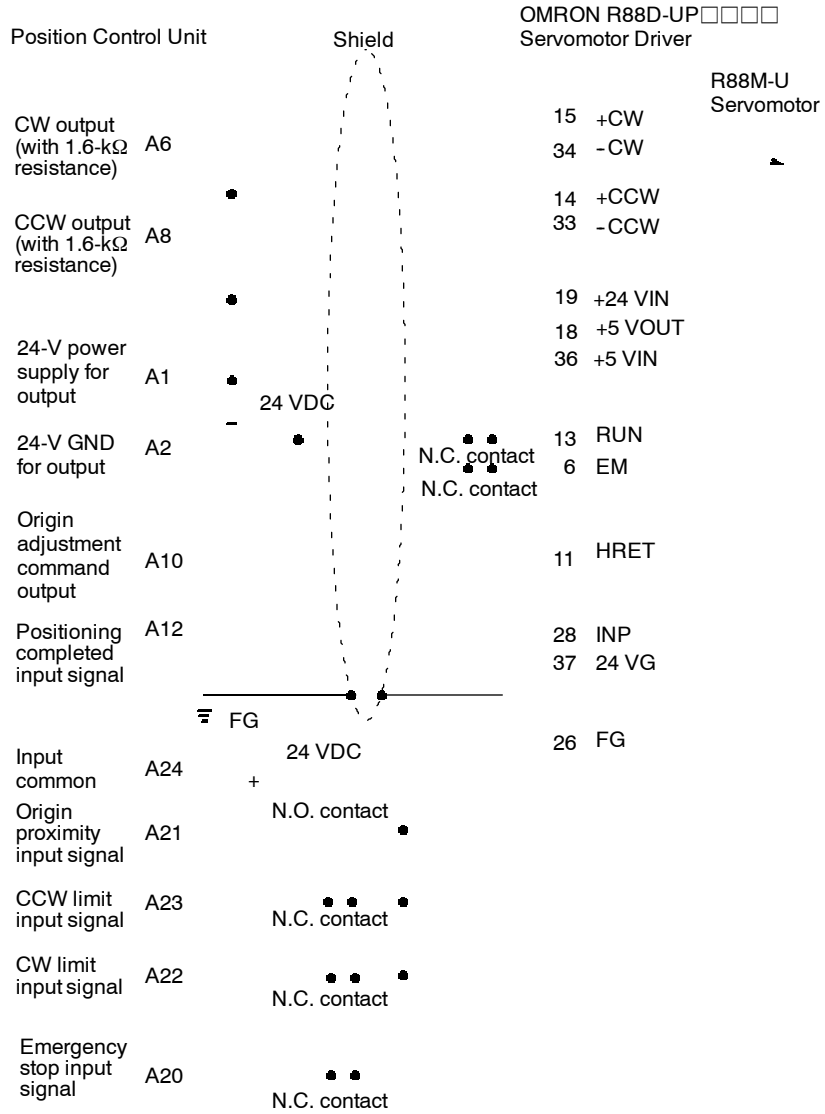 OMRON R88D-UP□□□□
Servomotor Driver
Position Control Unit
Shield
R88M-U
Servomotor
CW output
(with 1.6-kΩ
resistance)
A6
15 +CW
34 -CW
14 +CCW
33 -CCW
CCW output
(with 1.6-kΩ
resistance)
A8
19 +24 VIN
18 +5 VOUT
36 +5 VIN
24-V power
supply for
output
A1
24 VDC
24-V GND
for output
A2
13 RUN
N.C. contact
6 EM
N.C. contact
Origin
adjustment
command
output
A10
11 HRET
Positioning
completed
input signal
A12
28 INP
37 24 VG
FG
26 FG
24 VDC
Input
common
A24
+
Origin
proximity
input signal
A21
N.O. contact
CCW limit
input signal
A23
N.C. contact
CW limit
input signal
A22
N.C. contact
Emergency
stop input
signal
A20
N.C. contact